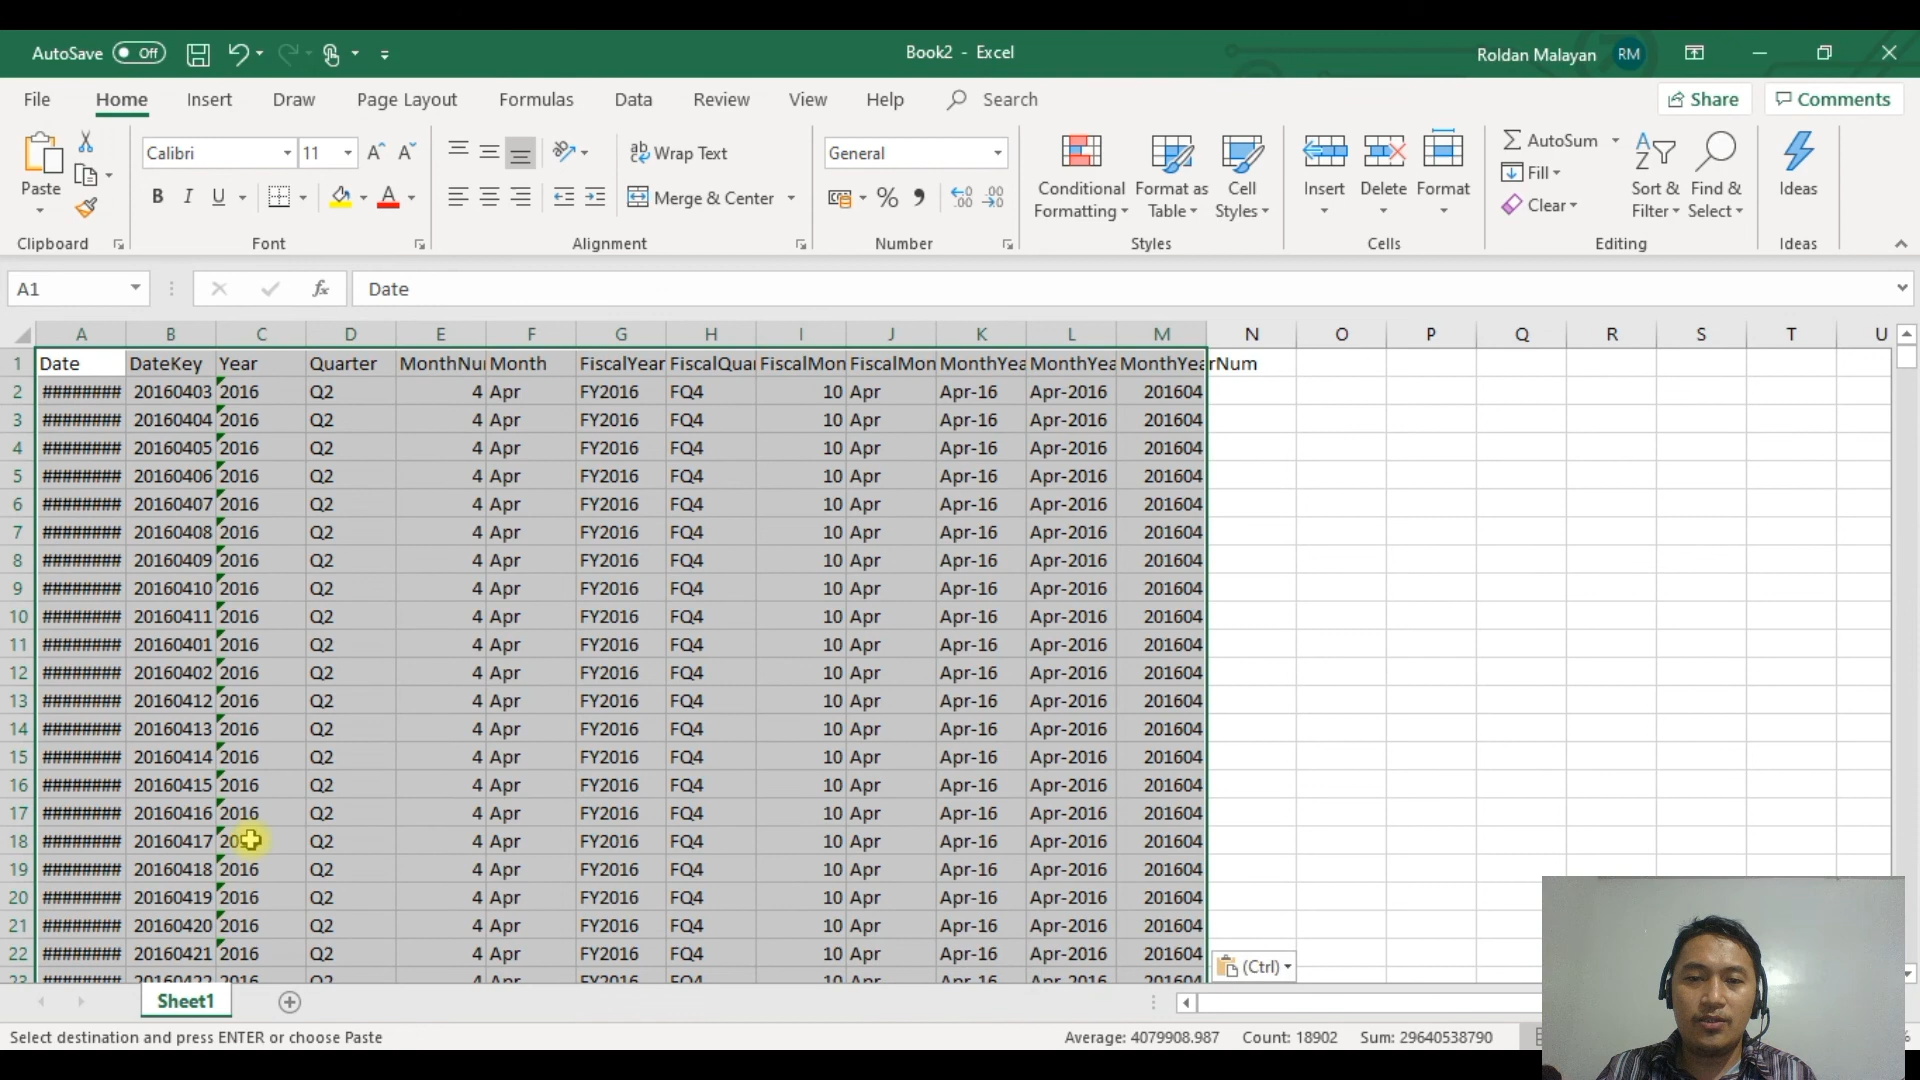 AutoSave Off Book2 - Excel Roldan Malayan RM
File Home Insert Draw Page Layout Formulas Data Review View Help Search Share Comments
Calibri 11 Wrap Text General AutoSum
Paste Conditional Format as Cell Insert Delete Format Fill Sort & Find & Ideas
B I U Merge & Center % Formatting Table Styles Clear Filter Select
Clipboard Font Alignment Number Styles Cells Editing Ideas
A1 fx Date
A B C D E F G H I J K L M N O P Q R S T U
1 Date DateKey Year Quarter MonthNu Month FiscalYear FiscalQua FiscalMon FiscalMon MonthYea MonthYea MonthYearNum
2 ######## 20160403 2016 Q2 4 Apr FY2016 FQ4 10 Apr Apr-16 Apr-2016 201604
3 ######## 20160404 2016 Q2 4 Apr FY2016 FQ4 10 Apr Apr-16 Apr-2016 201604
4 ######## 20160405 2016 Q2 4 Apr FY2016 FQ4 10 Apr Apr-16 Apr-2016 201604
5 ######## 20160406 2016 Q2 4 Apr FY2016 FQ4 10 Apr Apr-16 Apr-2016 201604
6 ######## 20160407 2016 Q2 4 Apr FY2016 FQ4 10 Apr Apr-16 Apr-2016 201604
7 ######## 20160408 2016 Q2 4 Apr FY2016 FQ4 10 Apr Apr-16 Apr-2016 201604
8 ######## 20160409 2016 Q2 4 Apr FY2016 FQ4 10 Apr Apr-16 Apr-2016 201604
9 ######## 20160410 2016 Q2 4 Apr FY2016 FQ4 10 Apr Apr-16 Apr-2016 201604
10 ######## 20160411 2016 Q2 4 Apr FY2016 FQ4 10 Apr Apr-16 Apr-2016 201604
11 ######## 20160401 2016 Q2 4 Apr FY2016 FQ4 10 Apr Apr-16 Apr-2016 201604
12 ######## 20160402 2016 Q2 4 Apr FY2016 FQ4 10 Apr Apr-16 Apr-2016 201604
13 ######## 20160412 2016 Q2 4 Apr FY2016 FQ4 10 Apr Apr-16 Apr-2016 201604
14 ######## 20160413 2016 Q2 4 Apr FY2016 FQ4 10 Apr Apr-16 Apr-2016 201604
15 ######## 20160414 2016 Q2 4 Apr FY2016 FQ4 10 Apr Apr-16 Apr-2016 201604
16 ######## 20160415 2016 Q2 4 Apr FY2016 FQ4 10 Apr Apr-16 Apr-2016 201604
17 ######## 20160416 2016 Q2 4 Apr FY2016 FQ4 10 Apr Apr-16 Apr-2016 201604
18 ######## 20160417 Q2 4 Apr FY2016 FQ4 10 Apr Apr-16 Apr-2016 201604
19 ######## 20160418 2016 Q2 4 Apr FY2016 FQ4 10 Apr Apr-16 Apr-2016 201604
20 ######## 20160419 2016 Q2 4 Apr FY2016 FQ4 10 Apr Apr-16 Apr-2016 201604
21 ######## 20160420 2016 Q2 4 Apr FY2016 FQ4 10 Apr Apr-16 Apr-2016 201604
22 ######## 20160421 2016 Q2 4 Apr FY2016 FQ4 10 Apr Apr-16 Apr-2016 201604
(Ctrl)
Sheet1
Select destination and press ENTER or choose Paste Average: 4079908.987 Count: 18902 Sum: 29640538790